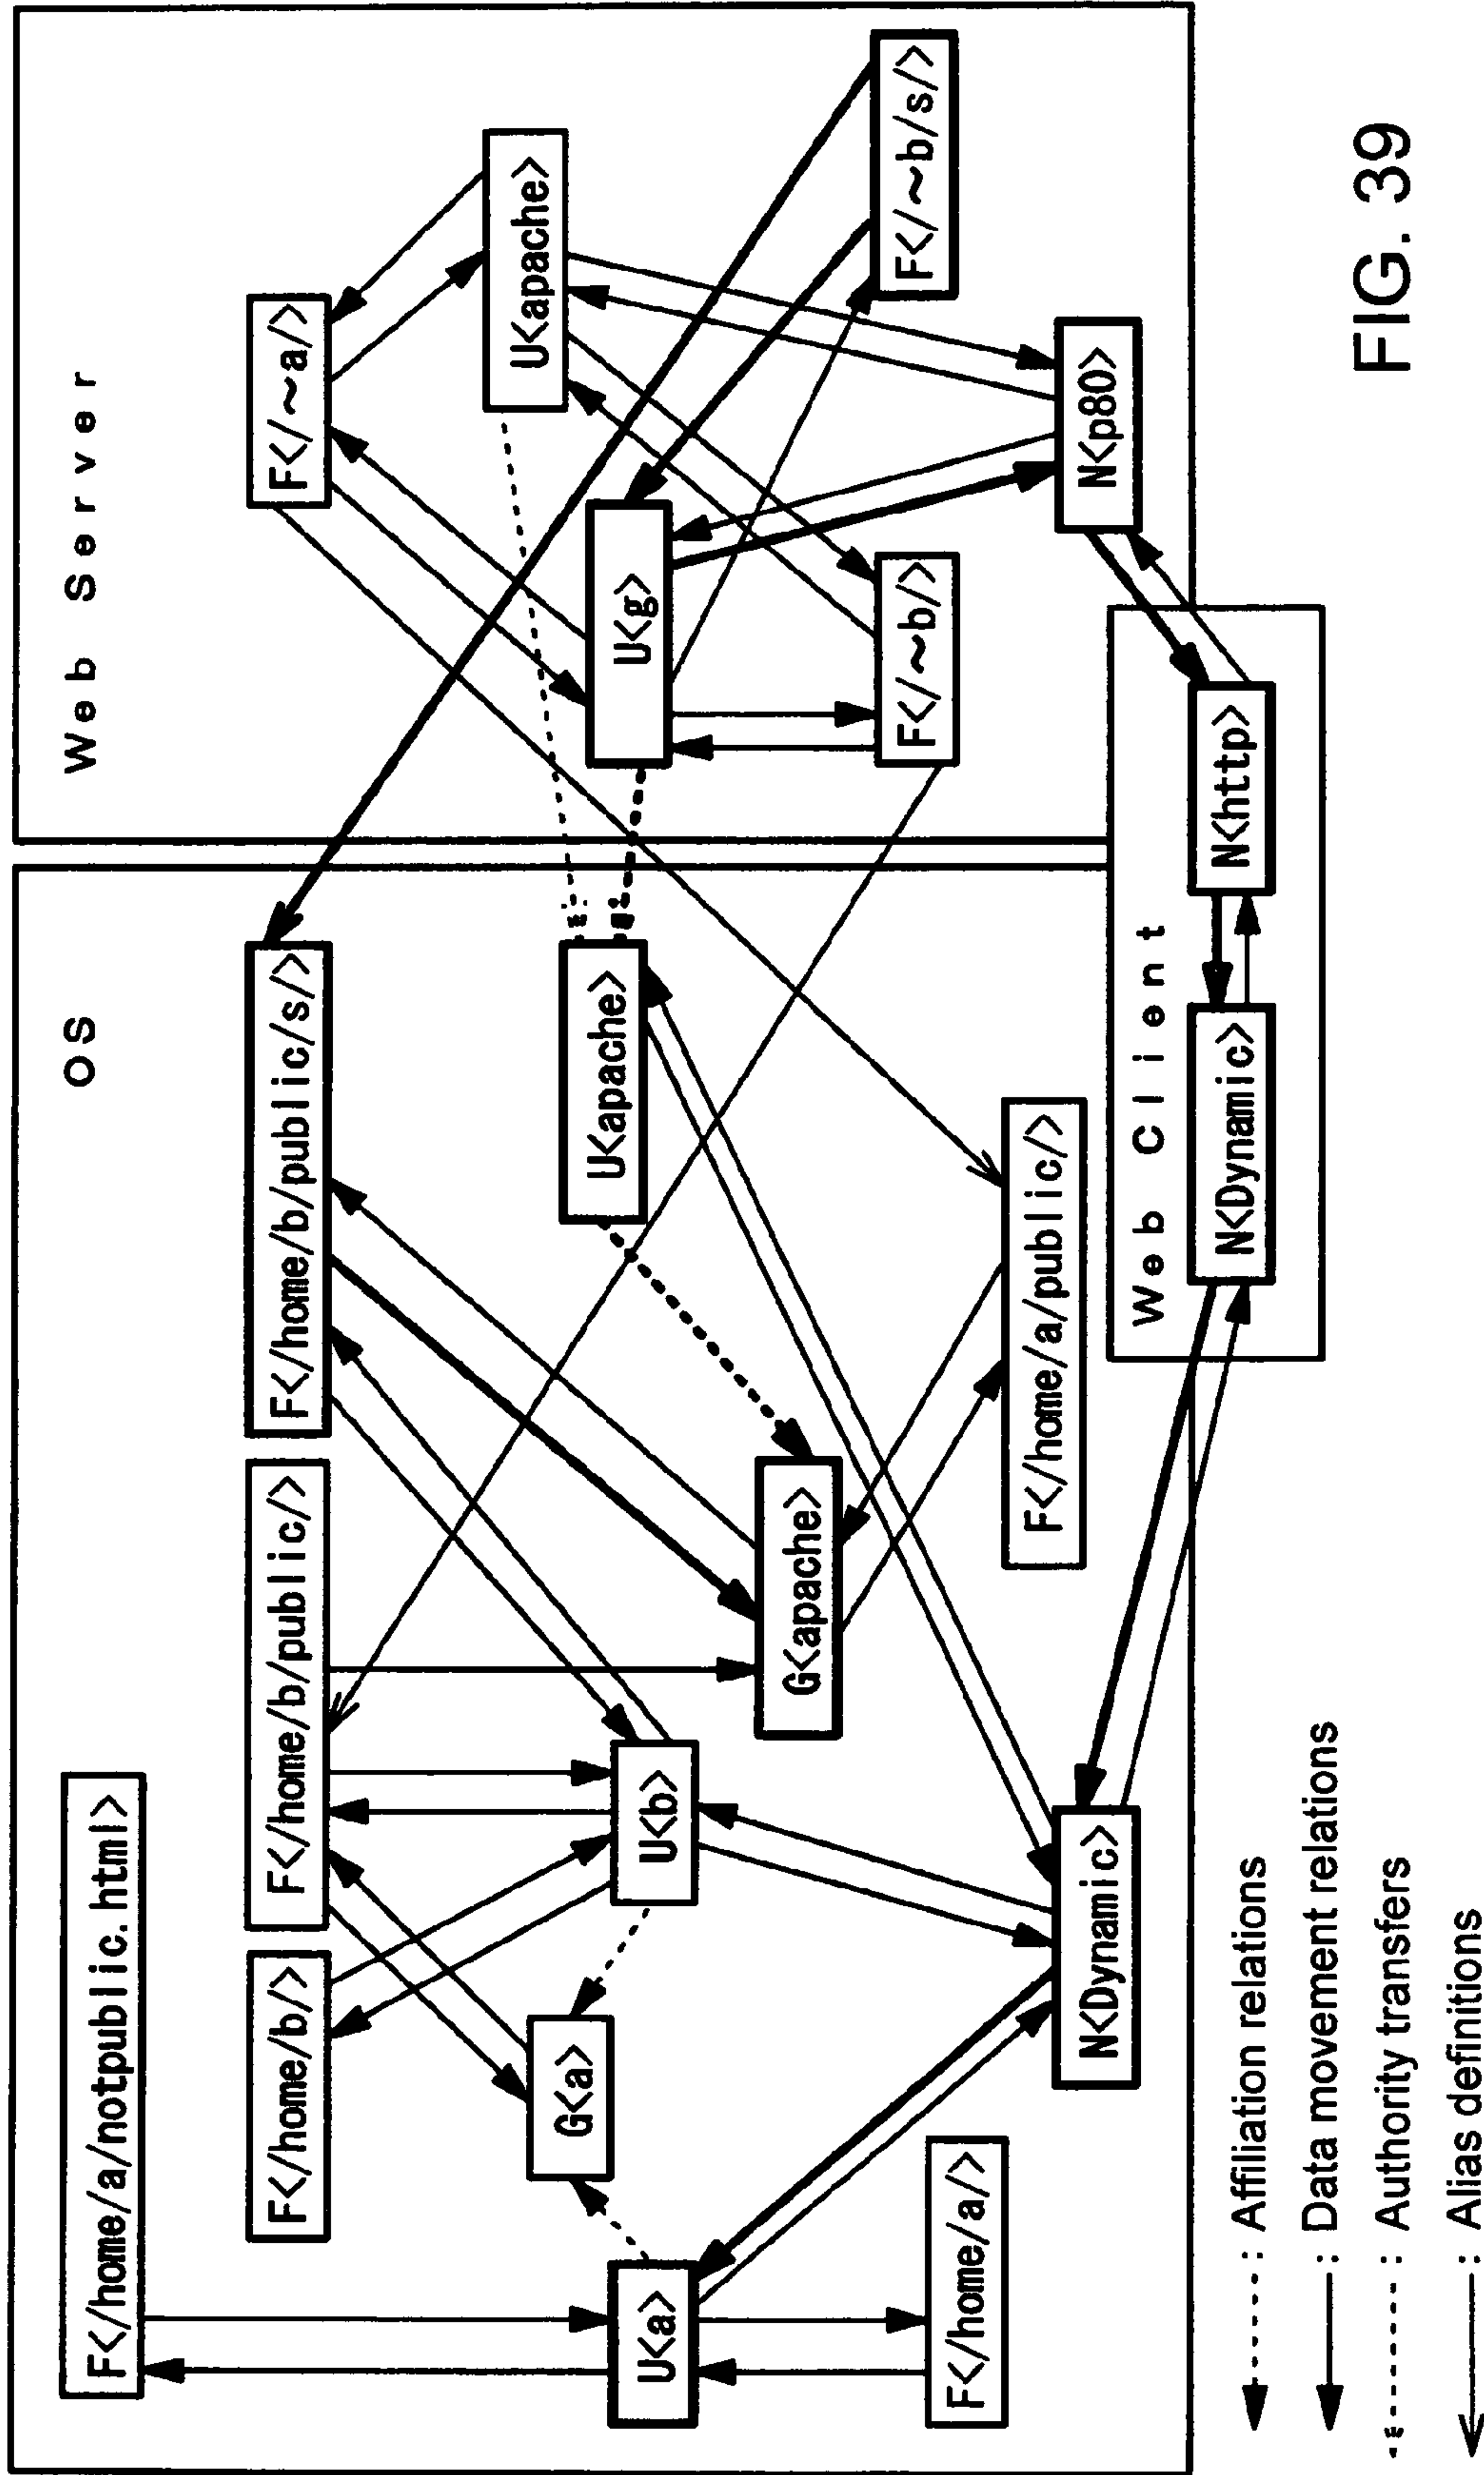 OS
Web Server
F</home/a/notpublic.html>
F</home/b/>
F</home/b/public/>
F</home/b/public/s/>
F</~a/>
U<apache>
G<a>
U<apache>
U<g>
U<a>
U<b>
G<apache>
F</~b/>
F</~b/s/>
F</home/a/>
F</home/a/public/>
N<Dynamic>
N<p80>
Web Client
N<Dynamic>
N<http>
: Affiliation relations
: Data movement relations
: Authority transfers
: Alias definitions
FIG. 39